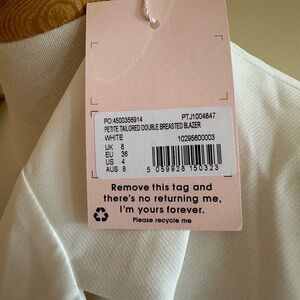 PO.4500356914 PTJ1004847
PETITE TAILORED DOUBLE BREASTED BLAZER
WHITE 10295600003
UK 8
EU 36
US 4
AUS 8
5 059928 150323
Remove this tag and
there's no returning me,
I'm yours forever.
Please recycle me